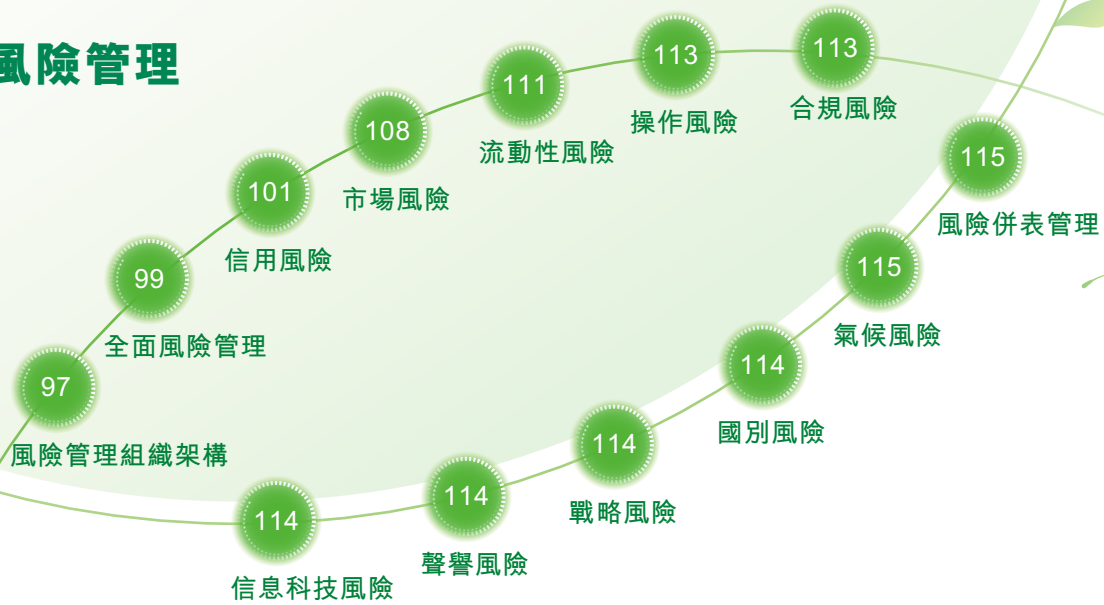 風險管理
97
風險管理組織架構
99
全面風險管理
101
信用風險
108
市場風險
111
流動性風險
113
操作風險
113
合規風險
114
信息科技風險
114
聲譽風險
114
戰略風險
114
國別風險
115
氣候風險
115
風險併表管理